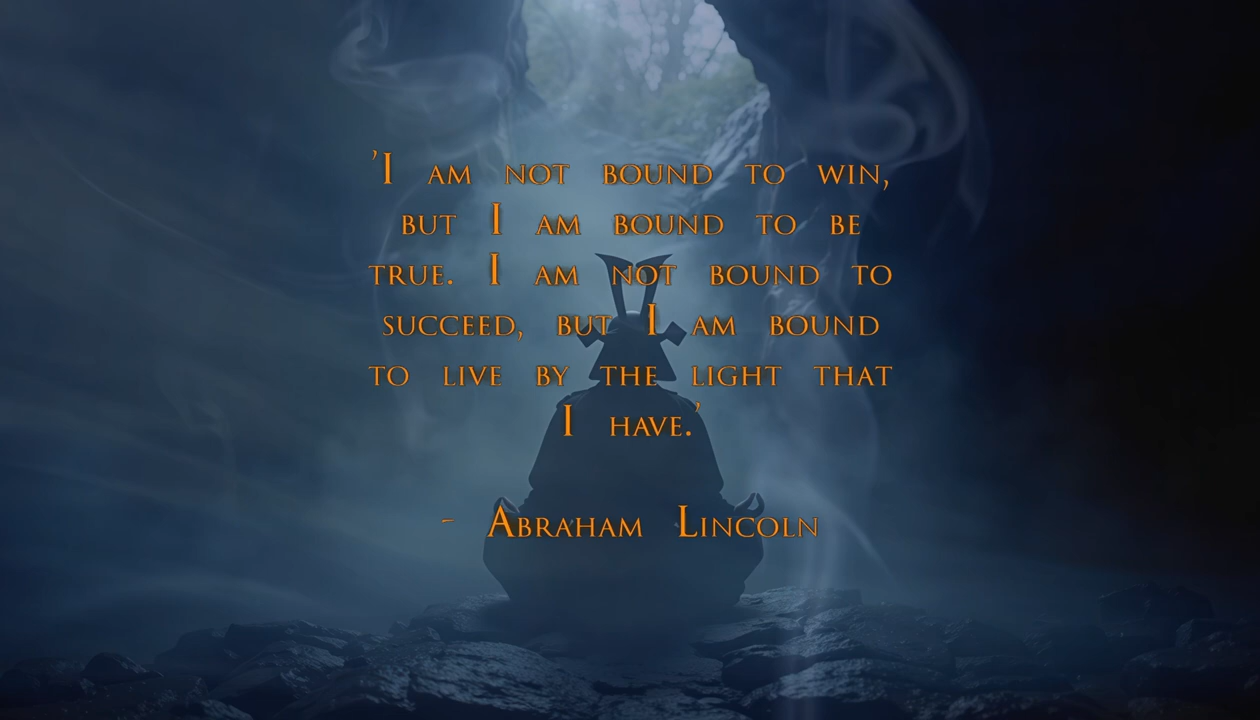 'I am not bound to win,
but I am bound to be
true. I am not bound to
succeed, but I am bound
to live by the light that
I have.'
- Abraham Lincoln